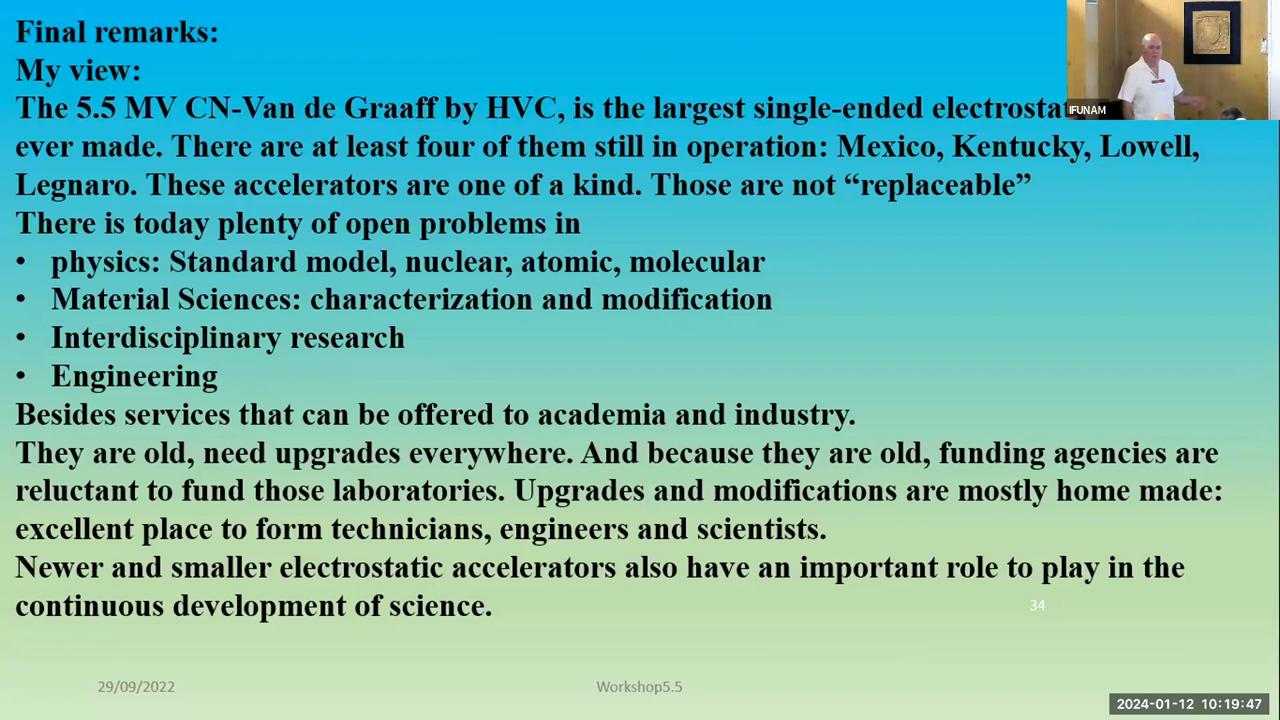 Final remarks:
My view:
The 5.5 MV CN-Van de Graaff by HVC, is the largest single-ended
ever made. There are at least four of them still in operation: Mexico, Kentucky, Lowell,
Legnaro. These accelerators are one of a kind. Those are not “replaceable”
There is today plenty of open problems in
• physics: Standard model, nuclear, atomic, molecular
• Material Sciences: characterization and modification
• Interdisciplinary research
• Engineering
Besides services that can be offered to academia and industry.
They are old, need upgrades everywhere. And because they are old, funding agencies are
reluctant to fund those laboratories. Upgrades and modifications are mostly home made:
excellent place to form technicians, engineers and scientists.
Newer and smaller electrostatic accelerators also have an important role to play in the
continuous development of science.
34
29/09/2022
Workshop5.5
IFUNAM
2024-01-12 10:19:47